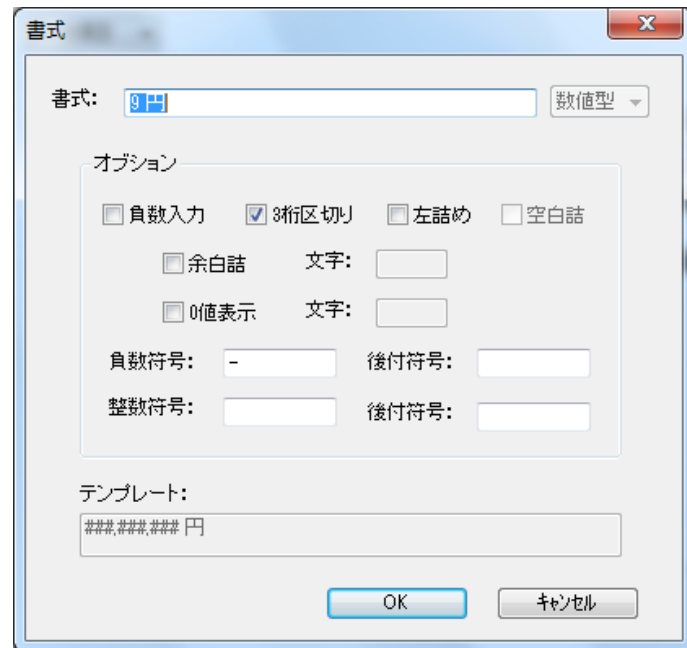 書式
書式: 9 円 数値型
オプション
負数入力 3桁区切り 左詰め 空白詰
余白詰 文字:
0値表示 文字:
負数符号: - 後付符号:
整数符号: 後付符号:
テンプレート:
###,###,### 円
OK キャンセル